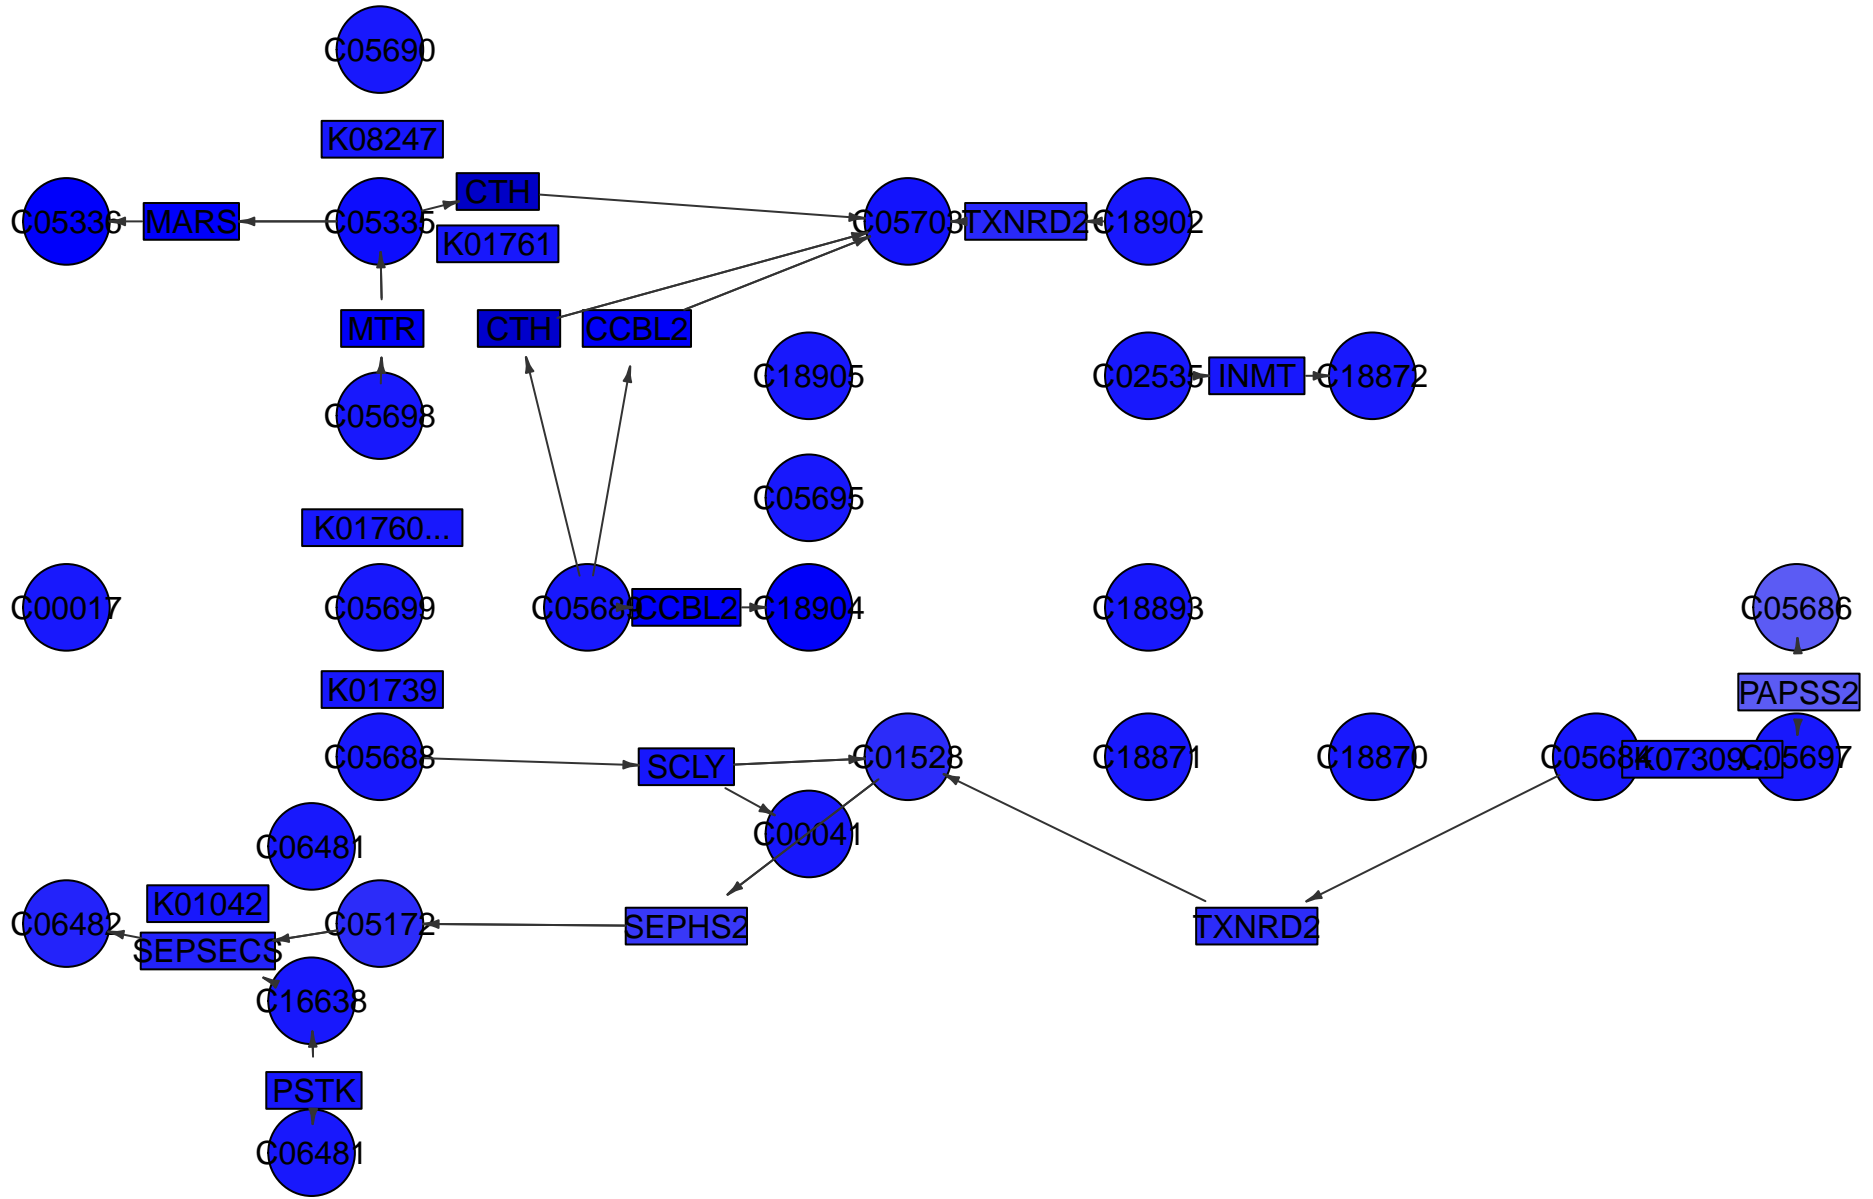 C05690
K08247
CTH
C05336
MARS
C05335
C05703
TXNRD2
C18902
K01761
MTR
CTH
CCBL2
C18905
C02535
INMT
C18872
C05698
C05695
K01760...
C00017
C05699
C05689
CCBL2
C18904
C18893
C05686
K01739
PAPSS2
C05688
SCLY
C01528
C18871
C18870
C05684
K07309...
C05697
C00041
C06481
K01042
C06482
C05172
SEPHS2
TXNRD2
SEPSECS
C16638
PSTK
C06481